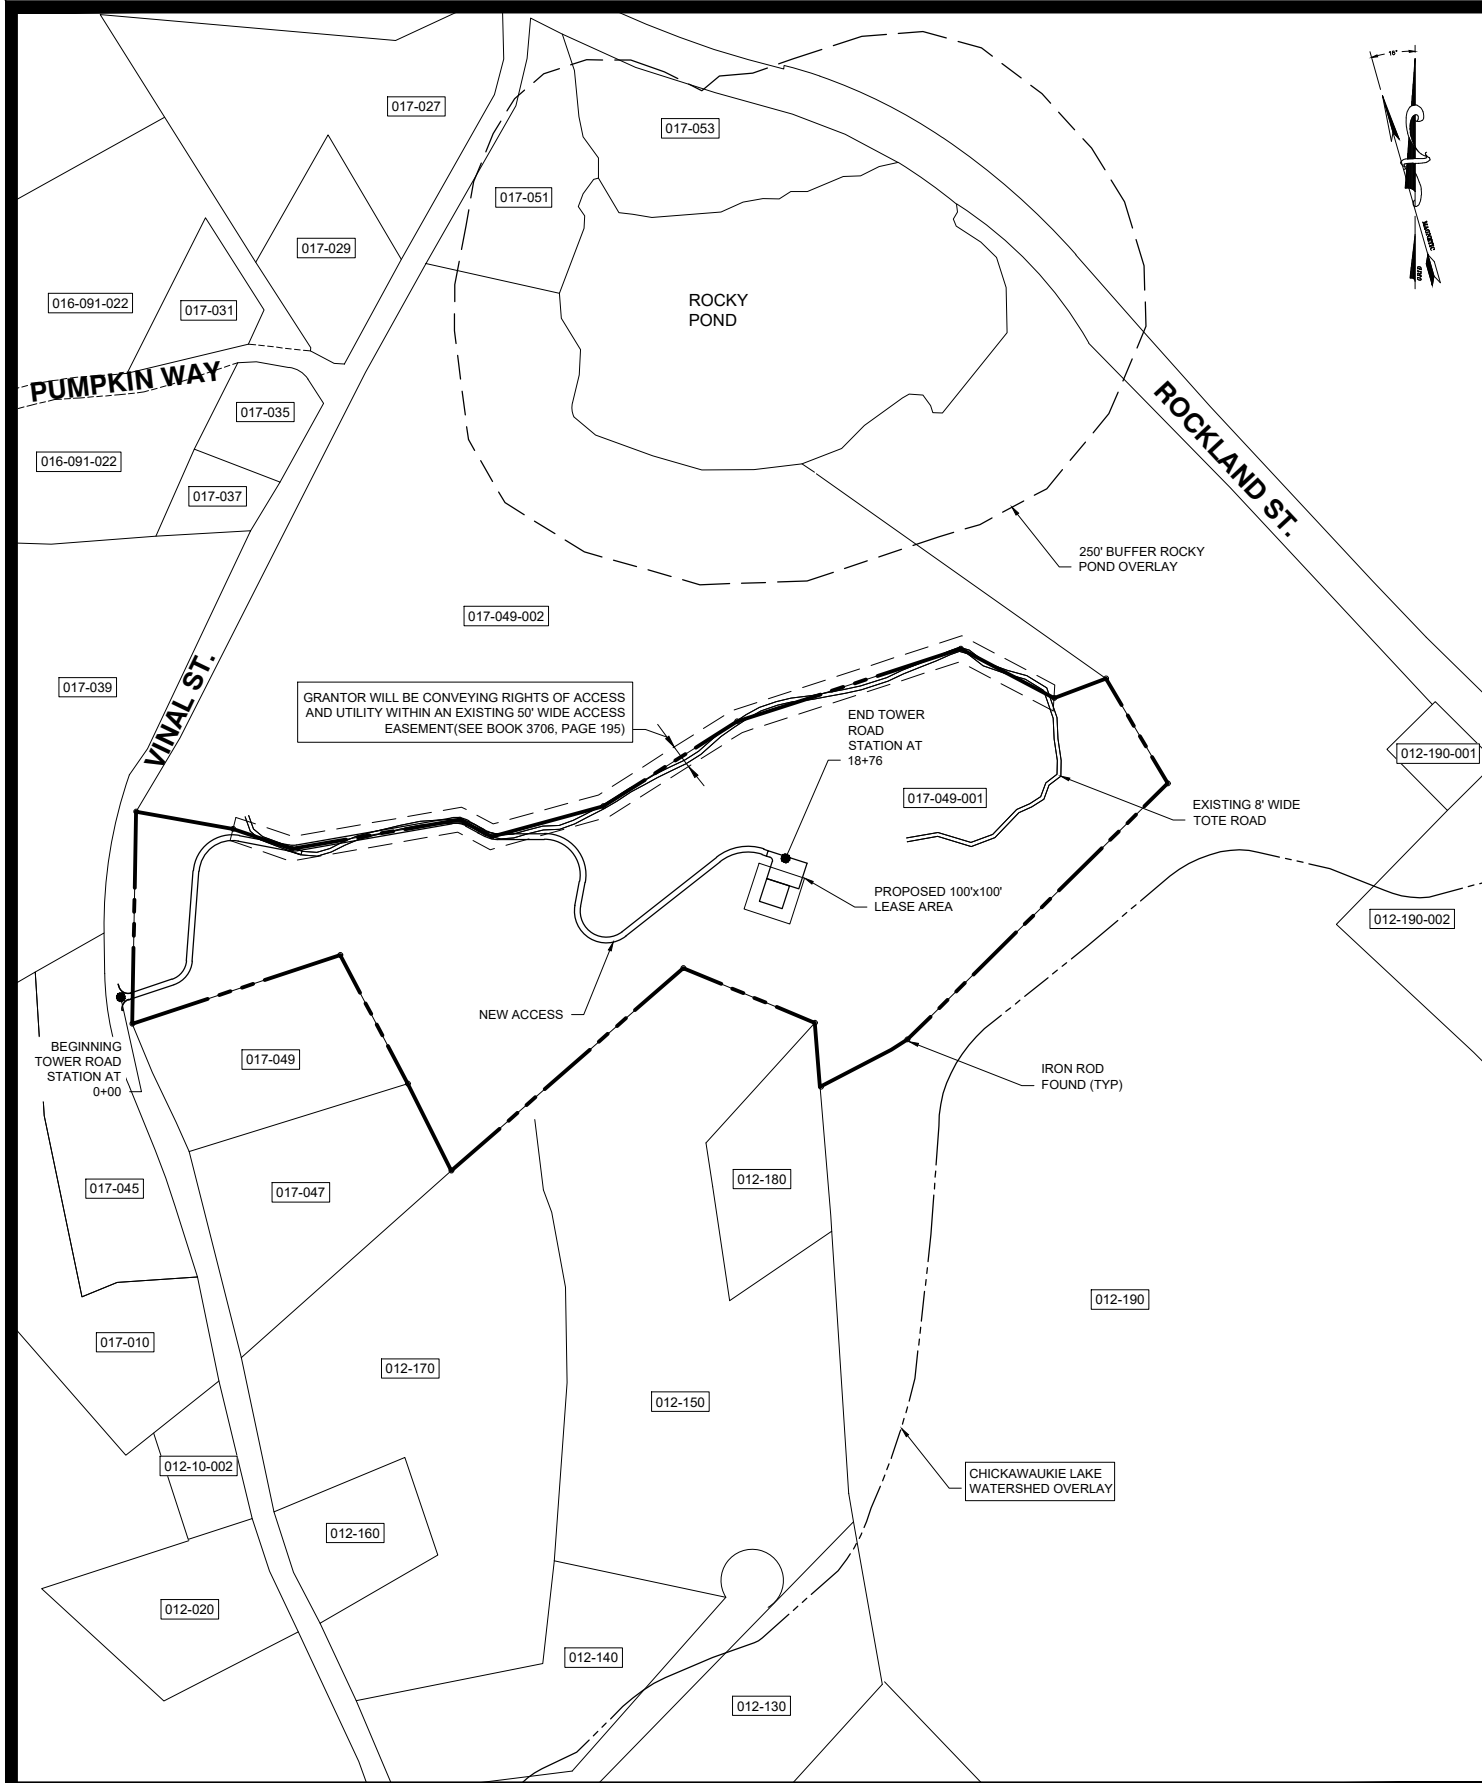 16°
MAGNETIC
GRID
017-027
017-053
017-051
017-029
016-091-022
017-031
ROCKY
POND
PUMPKIN WAY
017-035
016-091-022
017-037
ROCKLAND ST.
250' BUFFER ROCKY
POND OVERLAY
017-049-002
017-039
VINAL ST.
GRANTOR WILL BE CONVEYING RIGHTS OF ACCESS
AND UTILITY WITHIN AN EXISTING 50' WIDE ACCESS
EASEMENT(SEE BOOK 3706, PAGE 195)
END TOWER
ROAD
STATION AT
18+76
012-190-001
017-049-001
EXISTING 8' WIDE
TOTE ROAD
PROPOSED 100'x100'
LEASE AREA
012-190-002
NEW ACCESS
BEGINNING
TOWER ROAD
STATION AT
0+00
017-049
IRON ROD
FOUND (TYP)
017-045
017-047
012-180
012-190
017-010
012-170
012-150
012-10-002
CHICKAWAUKIE LAKE
WATERSHED OVERLAY
012-160
012-020
012-140
012-130